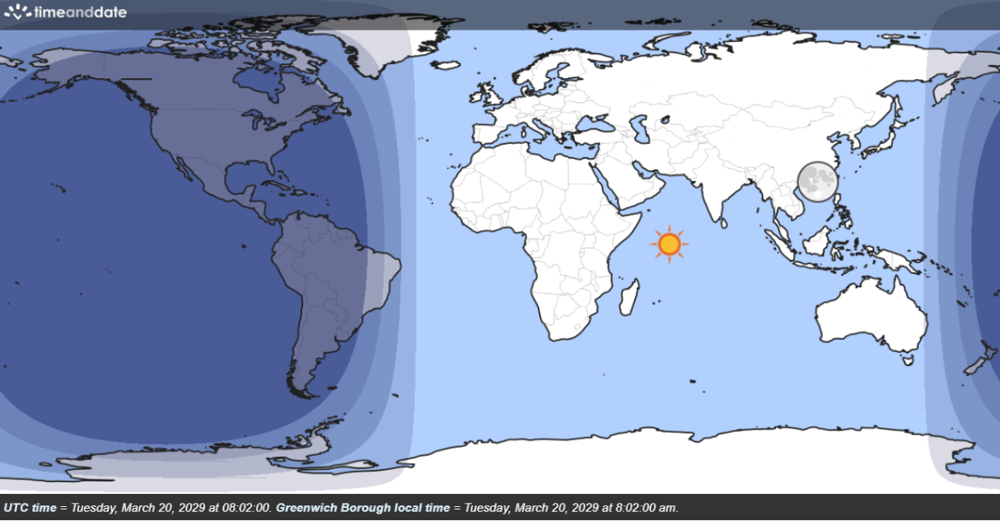 timeanddate
UTC time = Tuesday, March 20, 2029 at 08:02:00. Greenwich Borough local time = Tuesday, March 20, 2029 at 8:02:00 am.